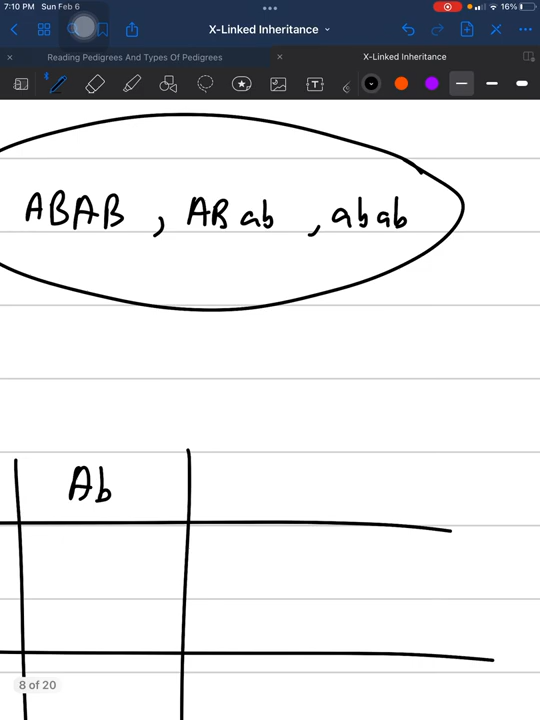 7:10 PM Sun Feb 6 16%
X-Linked Inheritance
Reading Pedigrees And Types Of Pedigrees X-Linked Inheritance
T
ABAB , ABab , abab
Ab
8 of 20